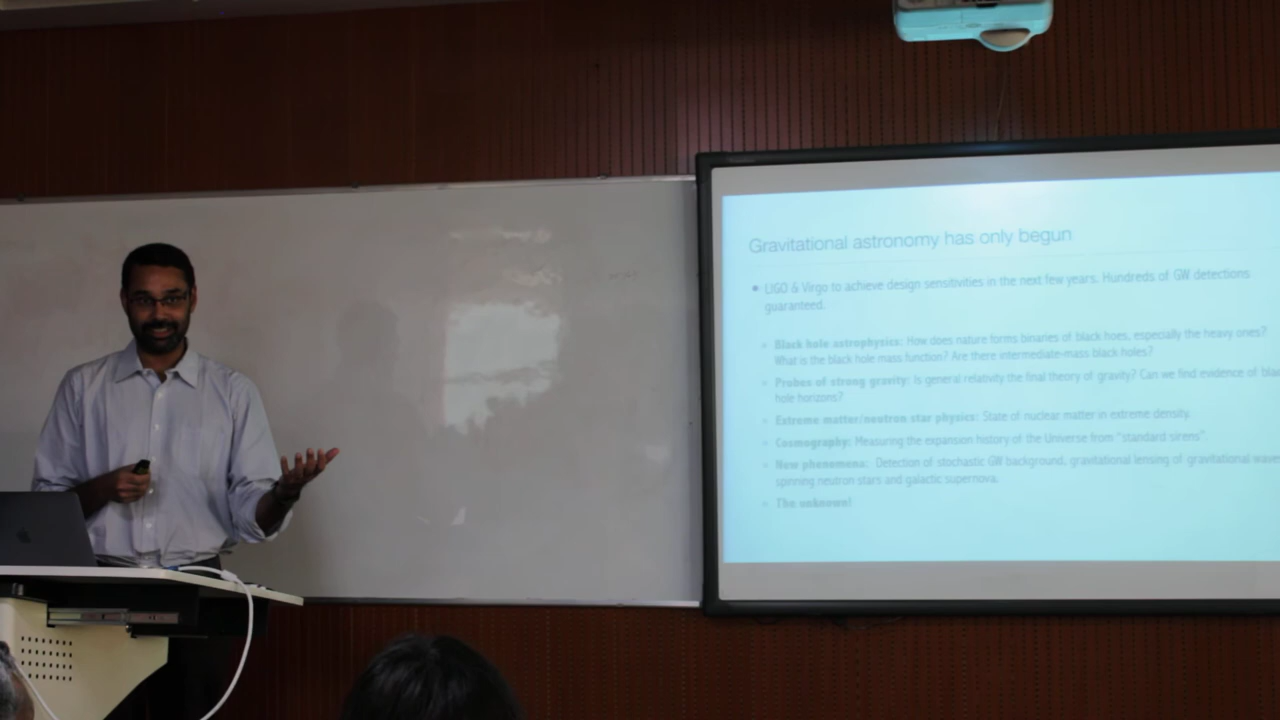 Gravitational astronomy has only begun
• LIGO & Virgo to achieve design sensitivities in the next few years. Hundreds of GW detections
guaranteed.
Black hole astrophysics: How does nature forms binaries of black hoes, especially the heavy ones?
What is the black hole mass function? Are there intermediate-mass black holes?
Probes of strong gravity: Is general relativity the final theory of gravity? Can we find evidence of bla
hole horizons?
Extreme matter/neutron star physics: State of nuclear matter in extreme density.
Cosmography: Measuring the expansion history of the Universe from "standard sirens".
New phenomena: Detection of stochastic GW background, gravitational lensing of gravitational wave
spinning neutron stars and galactic supernova.
The unknown!